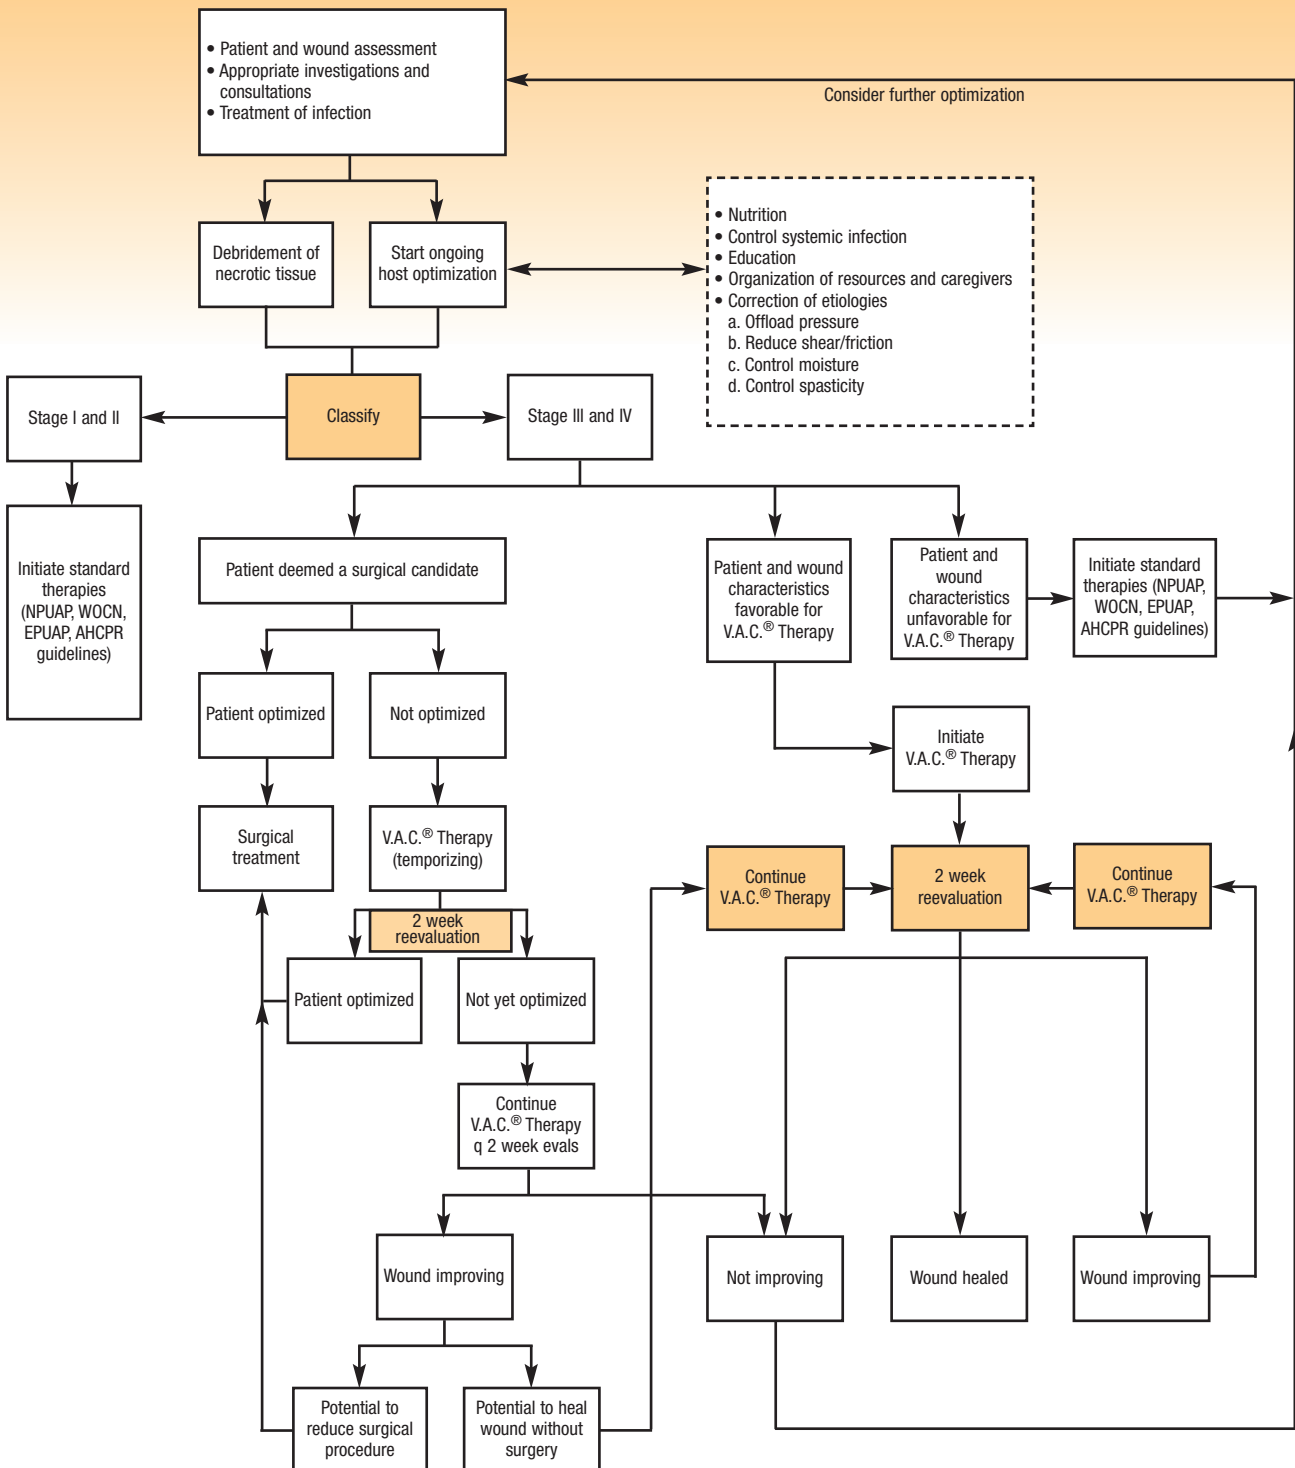 • Patient and wound assessment
• Appropriate investigations and
consultations
• Treatment of infection
Consider further optimization
Debridement of
necrotic tissue
Start ongoing
host optimization
• Nutrition
• Control systemic infection
• Education
• Organization of resources and caregivers
• Correction of etiologies
a. Offload pressure
b. Reduce shear/friction
c. Control moisture
d. Control spasticity
Stage I and II
Classify
Stage III and IV
Initiate standard
therapies
(NPUAP, WOCN,
EPUAP, AHCPR
guidelines)
Patient deemed a surgical candidate
Patient and wound
characteristics
favorable for
V.A.C.® Therapy
Patient and
wound
characteristics
unfavorable for
V.A.C.® Therapy
Initiate standard
therapies (NPUAP,
WOCN, EPUAP,
AHCPR guidelines)
Patient optimized
Not optimized
Initiate
V.A.C.® Therapy
Surgical
treatment
V.A.C.® Therapy
(temporizing)
Continue
V.A.C.® Therapy
2 week
reevaluation
Continue
V.A.C.® Therapy
2 week
reevaluation
Patient optimized
Not yet optimized
Continue
V.A.C.® Therapy
q 2 week evals
Wound improving
Not improving
Wound healed
Wound improving
Potential to
reduce surgical
procedure
Potential to heal
wound without
surgery